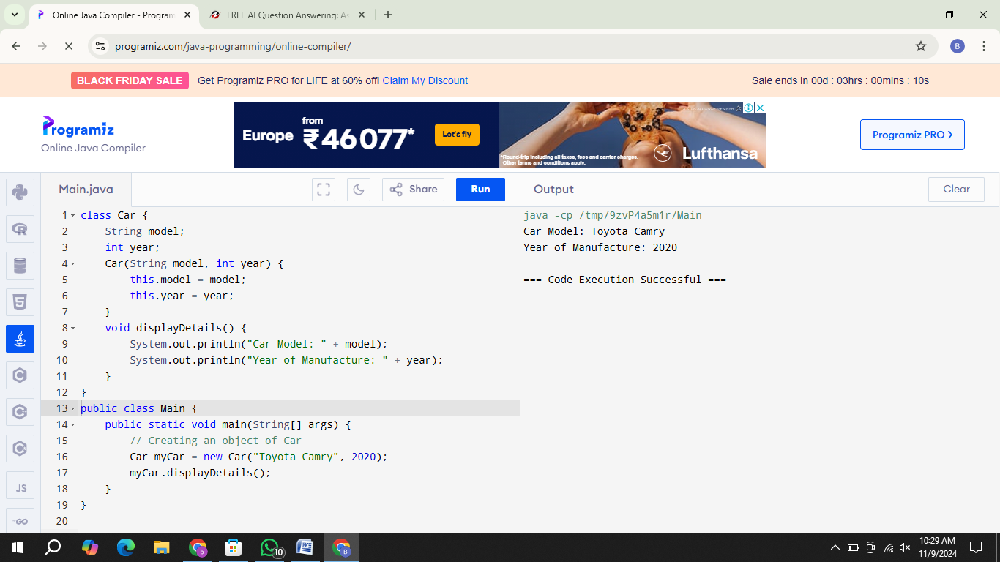 Online Java Compiler - Program
FREE AI Question Answering: As
programiz.com/java-programming/online-compiler/
B
BLACK FRIDAY SALE Get Programiz PRO for LIFE at 60% off! Claim My Discount
Sale ends in 00d : 03hrs : 00mins : 10s
Programiz
Online Java Compiler
from
Europe ₹46 077*
Let's fly
*Round-trip including all taxes, fees and carrier charges.
Other terms and conditions apply.
Lufthansa
Programiz PRO
Main.java
Share
Run
Output
Clear
1 class Car {
2 String model;
3 int year;
4 Car(String model, int year) {
5 this.model = model;
6 this.year = year;
7 }
8 void displayDetails() {
9 System.out.println("Car Model: " + model);
10 System.out.println("Year of Manufacture: " + year);
11 }
12 }
13 public class Main {
14 public static void main(String[] args) {
15 // Creating an object of Car
16 Car myCar = new Car("Toyota Camry", 2020);
17 myCar.displayDetails();
18 }
19 }
20
java -cp /tmp/9zvP4a5m1r/Main
Car Model: Toyota Camry
Year of Manufacture: 2020
=== Code Execution Successful ===
JS
GO
10
10:29 AM
11/9/2024